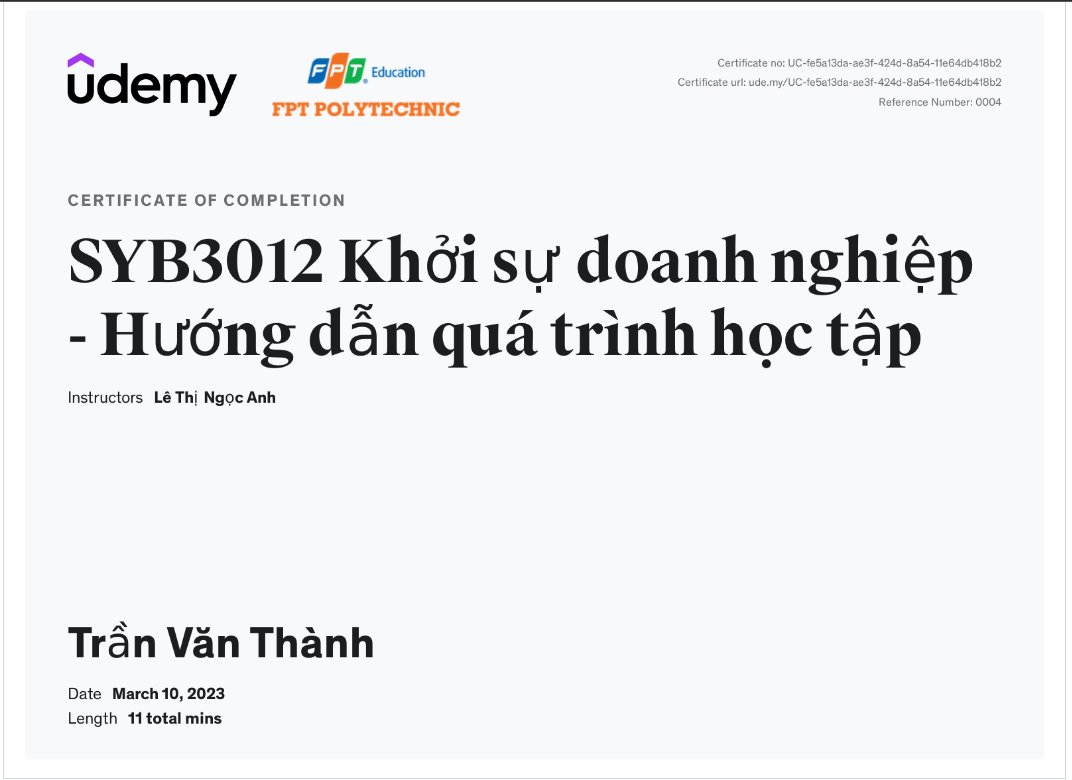 udemy
FPT Education
FPT POLYTECHNIC
Certificate no: UC-fe5a13da-ae3f-424d-8a54-11e64db418b2
Certificate url: ude.my/UC-fe5a13da-ae3f-424d-8a54-11e64db418b2
Reference Number: 0004
CERTIFICATE OF COMPLETION
SYB3012 Khởi sự doanh nghiệp
- Hướng dẫn quá trình học tập
Instructors Lê Thị Ngọc Anh
Trần Văn Thành
Date March 10, 2023
Length 11 total mins